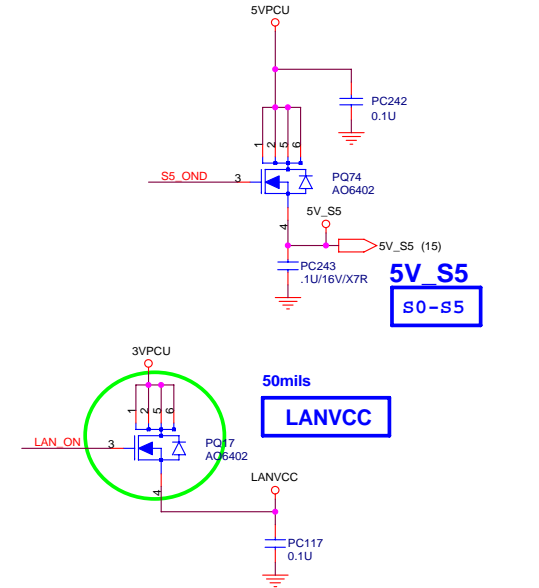 5VPCU
PC242
0.1U
1 2 5 6
S5_OND
3
PQ74
AO6402
4
5V_S5
5V_S5 (15)
PC243
.1U/16V/X7R
5V_S5
S0-S5
3VPCU
50mils
1 2 5 6
LANVCC
LAN_ON
3
PQ17
AO6402
4
LANVCC
PC117
0.1U